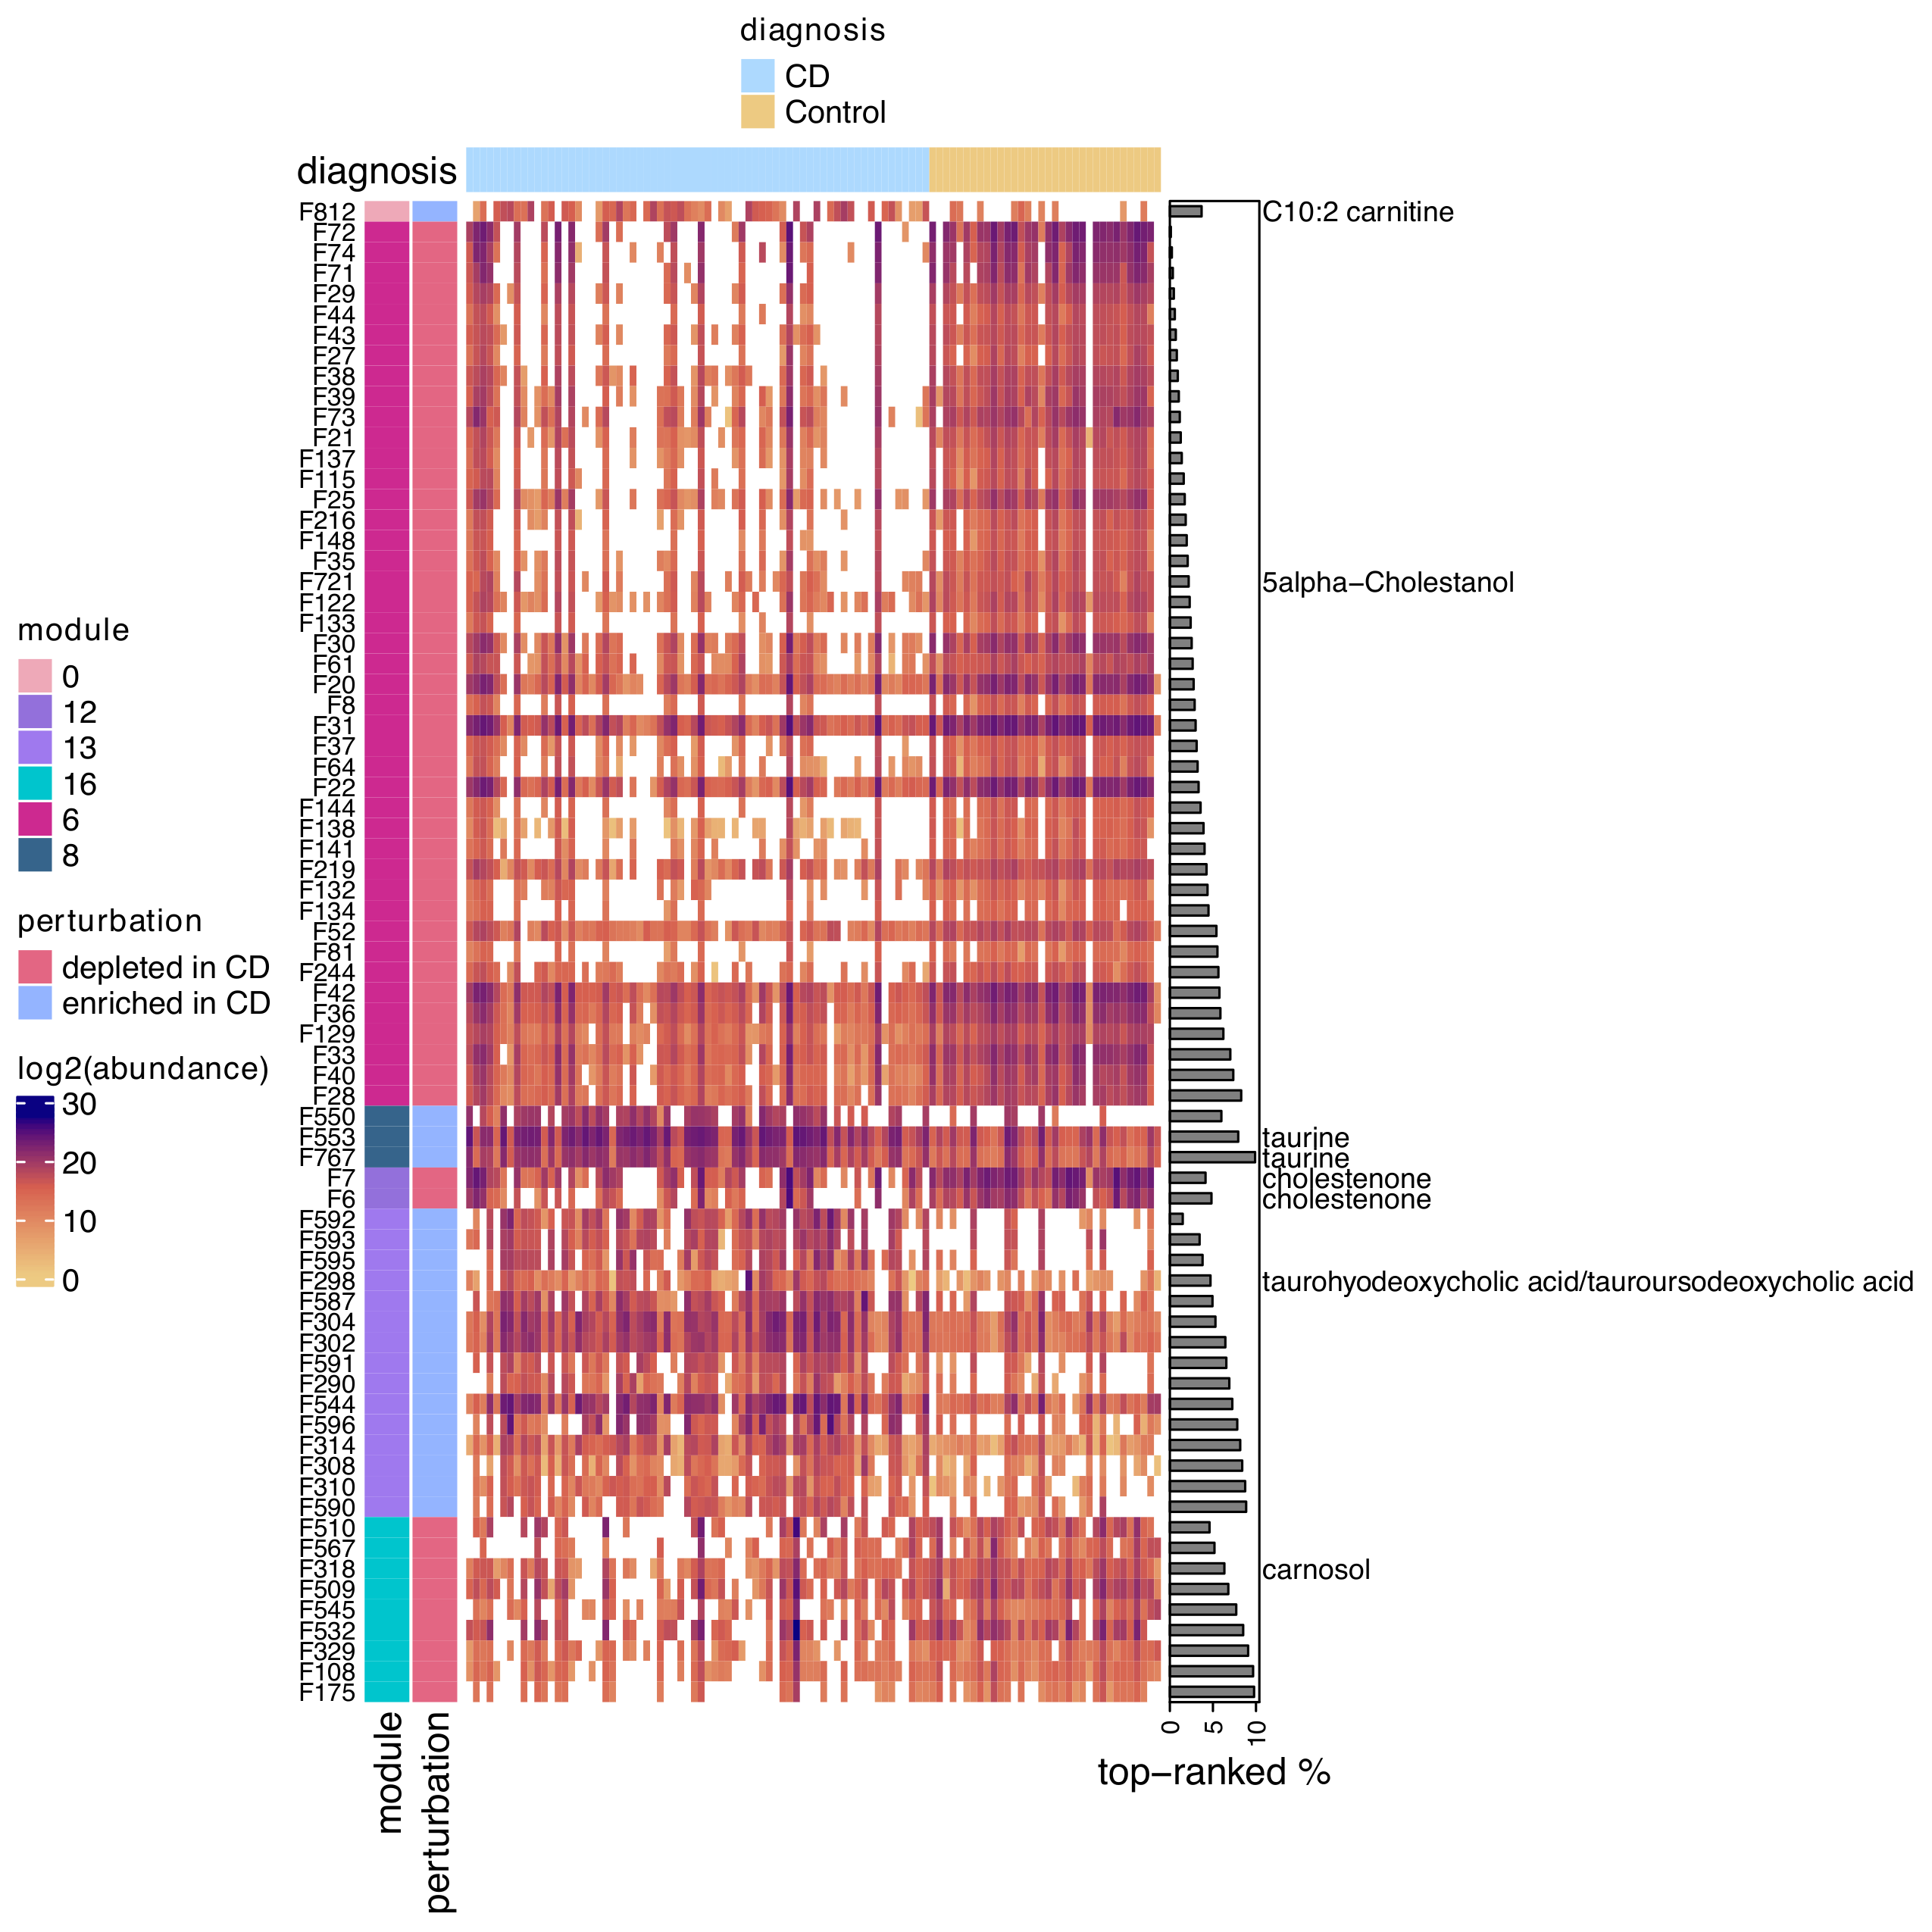 diagnosis
CD
Control
diagnosis
F812 C10:2 carnitine
F72
F74
F71
F29
F44
F43
F27
F38
F39
F73
F21
F137
F115
F25
F216
F148
F35
F721 5alpha−Cholestanol
F122
F133
F30
F61
F20
F8
F31
F37
F64
F22
F144
F138
F141
F219
F132
F134
F52
F81
F244
F42
F36
F129
F33
F40
F28
F550
F553 taurine
F767 taurine
F7 cholestenone
F6 cholestenone
F592
F593
F595
F298 taurohyodeoxycholic acid/tauroursodeoxycholic acid
F587
F304
F302
F591
F290
F544
F596
F314
F308
F310
F590
F510
F567
F318 carnosol
F509
F545
F532
F329
F108
F175
module
0
12
13
16
6
8
perturbation
depleted in CD
enriched in CD
log2(abundance)
30
20
10
0
module
perturbation
0 5 10
top−ranked %